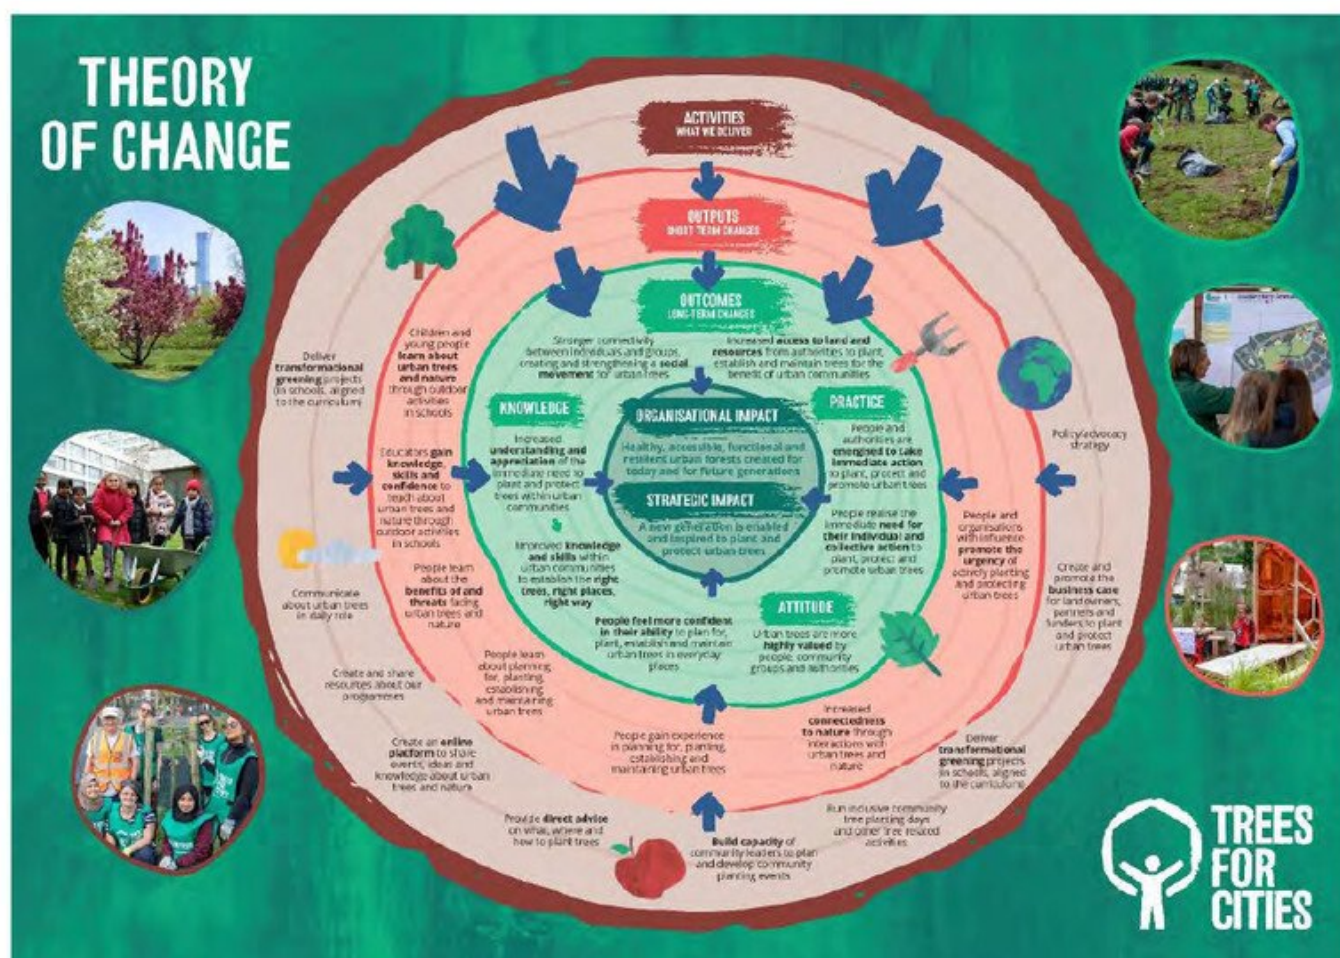 THEORY
OF CHANGE
ACTIVITIES
WHAT WE DELIVER
OUTPUTS
SHORT TERM CHANGES
OUTCOMES
LONG-TERM CHANGES
Stronger connectivity
between individuals and groups,
creating and strengthening a social
movement for urban trees
Increased access to land and
resources from authorities to plant,
establish and maintain trees for the
benefit of urban communities
KNOWLEDGE
Increased
understanding and
appreciation of the
immediate need to
plant and protect
trees within urban
communities
Improved knowledge
and skills within
urban communities
to establish the right
trees, right places,
right way
People feel more confident
in their ability to plan for,
plant, establish and maintain
urban trees in everyday
places
ORGANISATIONAL IMPACT
Healthy, accessible, functional and
resilient urban forests created for
today and for future generations
STRATEGIC IMPACT
A new generation is enabled
and inspired to plant and
protect urban trees
PRACTICE
People and
authorities are
energised to take
immediate action
to plant, protect and
promote urban trees
People realise the
immediate need for
their individual and
collective action to
plant, protect and
promote urban trees
ATTITUDE
Urban trees are more
highly valued by
people, community
groups and authorities
Children and
young people
learn about
urban trees
and nature
through outdoor
activities
in schools
Educators gain
knowledge,
skills and
confidence to
teach about
urban trees and
nature through
outdoor activities
in schools
People learn
about the
benefits of and
threats facing
urban trees and
nature
People learn
about planning
for, planting,
establishing
and maintaining
urban trees
People gain experience
in planning for, planting,
establishing and
maintaining urban trees
Increased
connectedness
to nature through
interactions with
urban trees and
nature
People and
organisations
with influence
promote the
urgency of
actively planting
and protecting
urban trees
Deliver
transformational
greening projects
(in schools, aligned
to the curriculum)
Communicate
about urban trees
in daily role
Create and share
resources about our
programmes
Create an online
platform to share
events, ideas and
knowledge about urban
trees and nature
Provide direct advice
on what, where and
how to plant trees
Build capacity of
community leaders to plan
and develop community
planting events
Run inclusive community
tree planting days
and other tree related
activities
Deliver
transformational
greening projects
(in schools, aligned
to the curriculum)
Create and
promote the
business case
for landowners,
partners and
funders to plant
and protect
urban trees
Policy/advocacy
strategy
TREES
FOR
CITIES